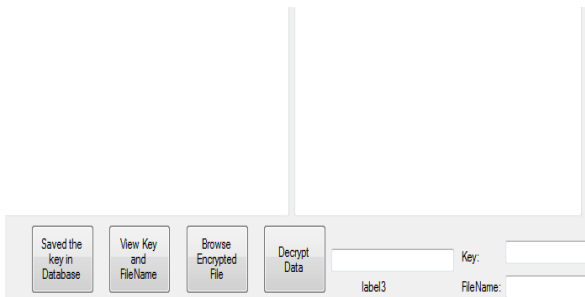 Saved the
key in
Database
View Key
and
FileName
Browse
Encrypted
File
Decrypt
Data
label3
Key:
FileName: